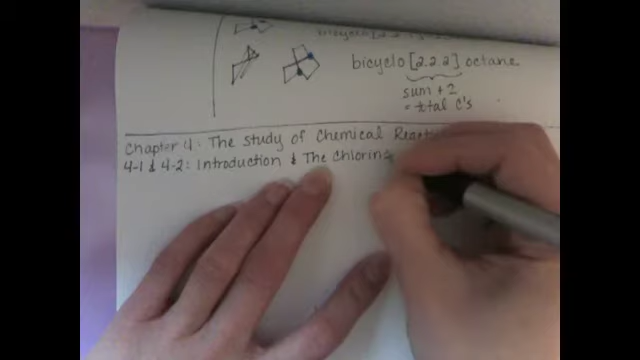 bicyclo [2.2.2] octane
sum + 2
= total C's
Chapter 4: The Study of Chemical
4-1 & 4-2: Introduction & The Chlorin